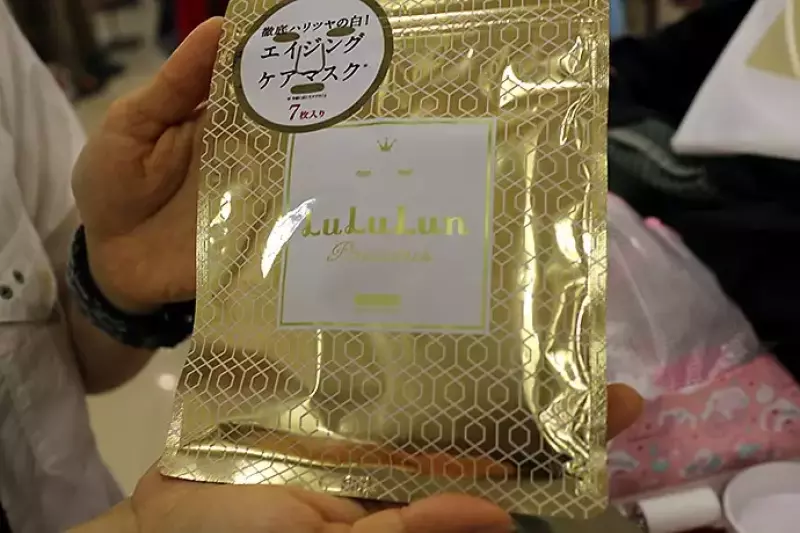 徹底ハリツヤの白!
エイジング
ケアマスク*
7枚入り
LuLuLun
Precious